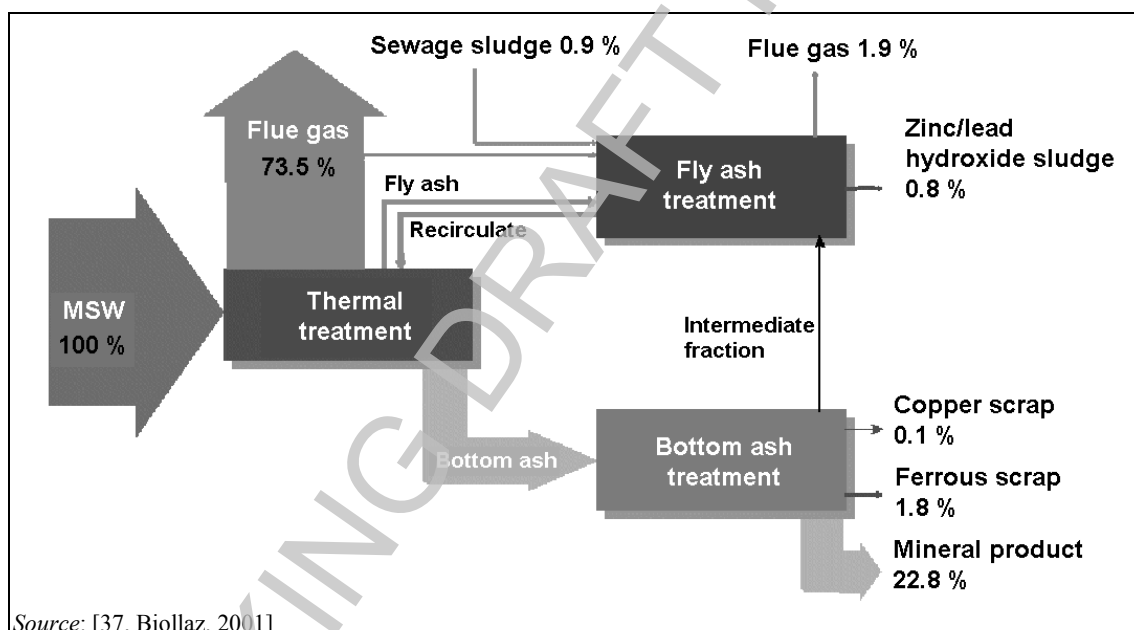 Sewage sludge 0.9 %
Flue gas 1.9 %
Flue gas
73.5 %
Zinc/lead
hydroxide sludge
0.8 %
Fly ash
treatment
Fly ash
Recirculate
MSW
100 %
Thermal
treatment
Intermediate
fraction
Bottom ash
Bottom ash
treatment
Copper scrap
0.1 %
Ferrous scrap
1.8 %
Mineral product
22.8 %
Source: [37, Biollaz, 2001]
KING DRAFT